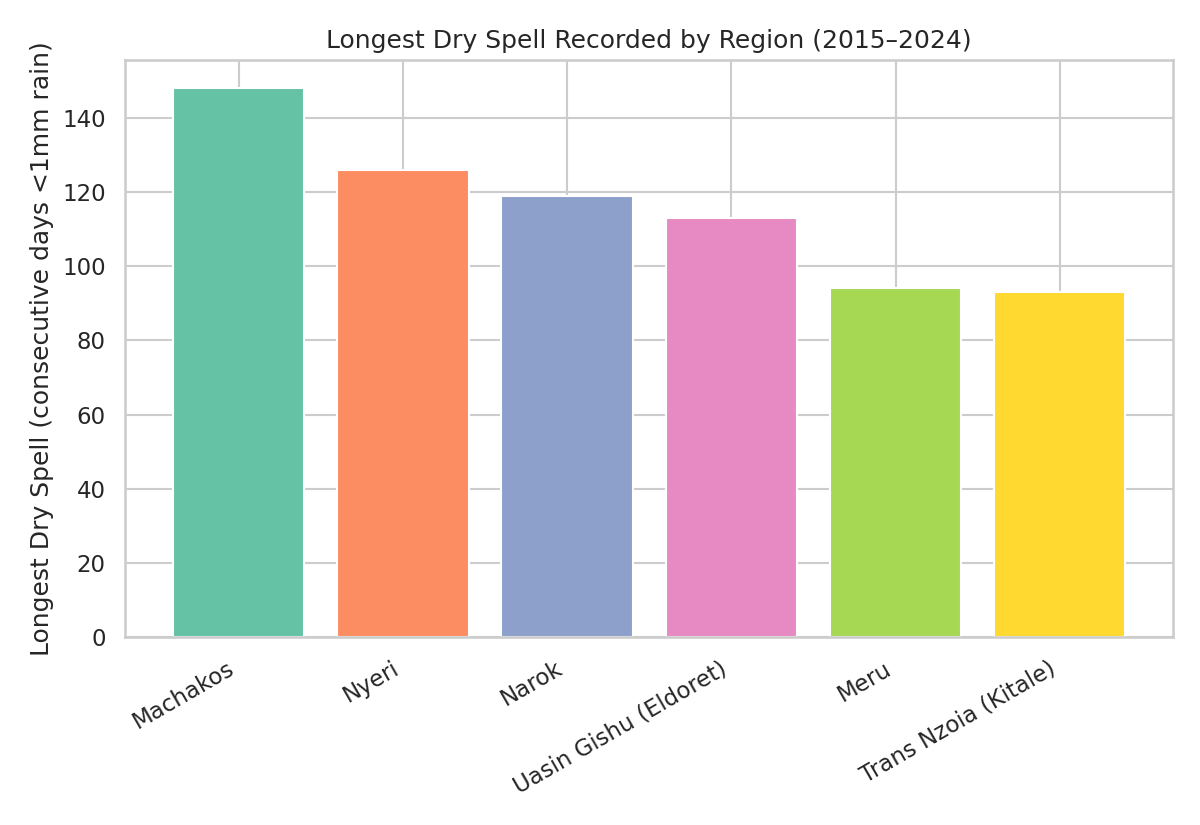 Longest Dry Spell Recorded by Region (2015–2024)
Longest Dry Spell (consecutive days <1mm rain)
140
120
100
80
60
40
20
0
Machakos
Nyeri
Narok
Uasin Gishu (Eldoret)
Meru
Trans Nzoia (Kitale)